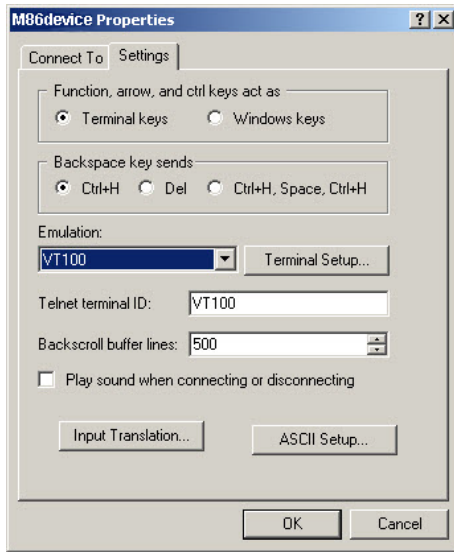 M86device Properties
Connect To Settings
Function, arrow, and ctrl keys act as
Terminal keys Windows keys
Backspace key sends
Ctrl+H Del Ctrl+H, Space, Ctrl+H
Emulation:
VT100 Terminal Setup...
Telnet terminal ID: VT100
Backscroll buffer lines: 500
Play sound when connecting or disconnecting
Input Translation... ASCII Setup...
OK Cancel